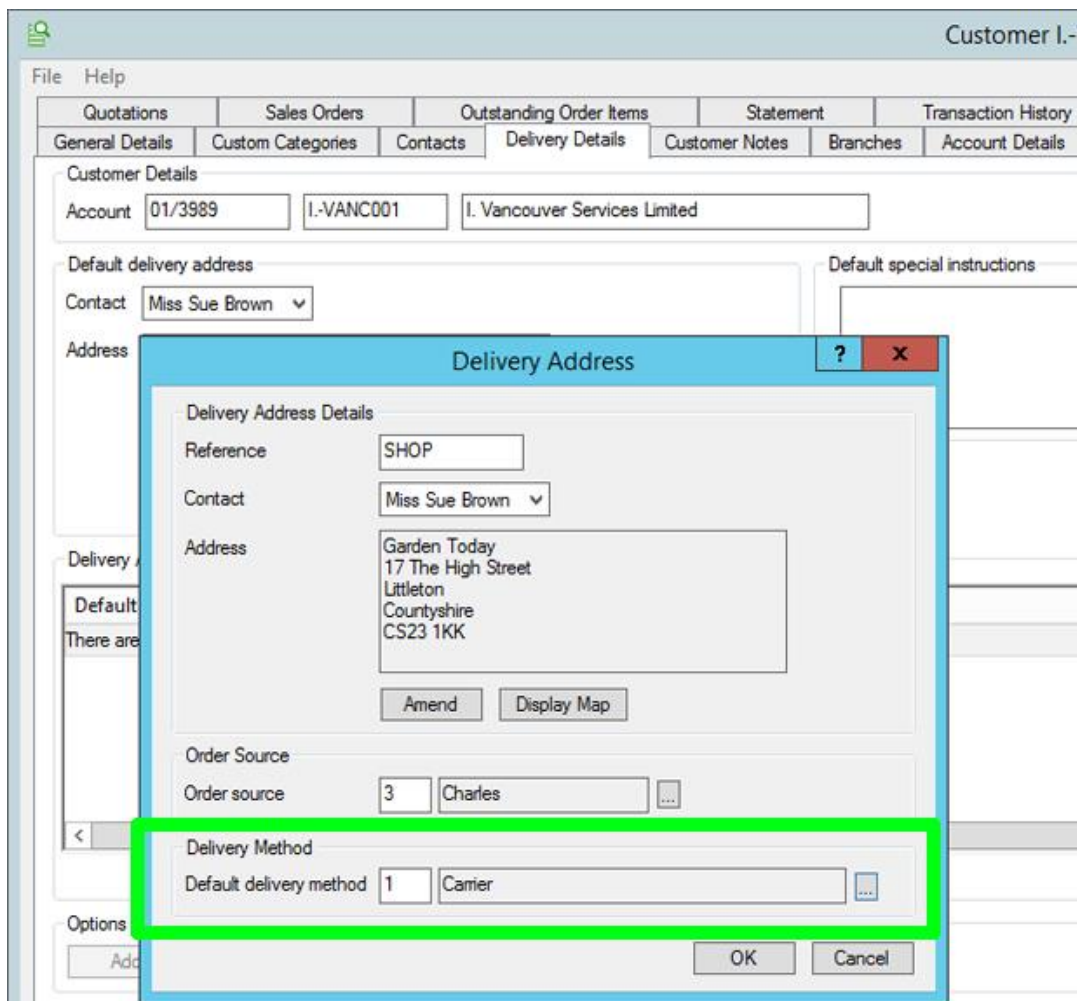 Customer I.-
File Help
Quotations Sales Orders Outstanding Order Items Statement Transaction History
General Details Custom Categories Contacts Delivery Details Customer Notes Branches Account Details
Customer Details
Account 01/3989 I.-VANC001 I. Vancouver Services Limited
Default delivery address Default special instructions
Contact Miss Sue Brown
Address
Delivery Address ? x
Delivery Address Details
Reference SHOP
Contact Miss Sue Brown
Address Garden Today
17 The High Street
Littleton
Countyshire
CS23 1KK
Delivery
Default
There are
Amend Display Map
Order Source
Order source 3 Charles ...
<
Delivery Method
Default delivery method 1 Carrier ...
Options
OK Cancel